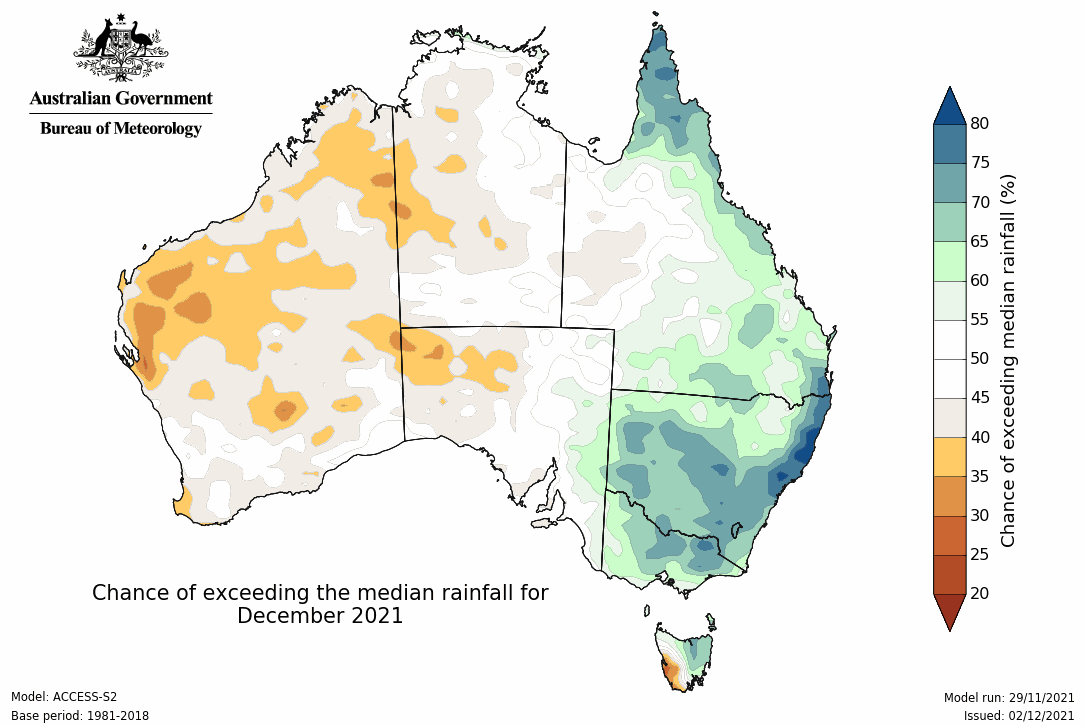 Australian Government
Bureau of Meteorology
80
75
70
65
60
55
50
45
40
35
30
25
20
Chance of exceeding median rainfall (%)
Chance of exceeding the median rainfall for
December 2021
Model: ACCESS-S2
Base period: 1981-2018
Model run: 29/11/2021
Issued: 02/12/2021